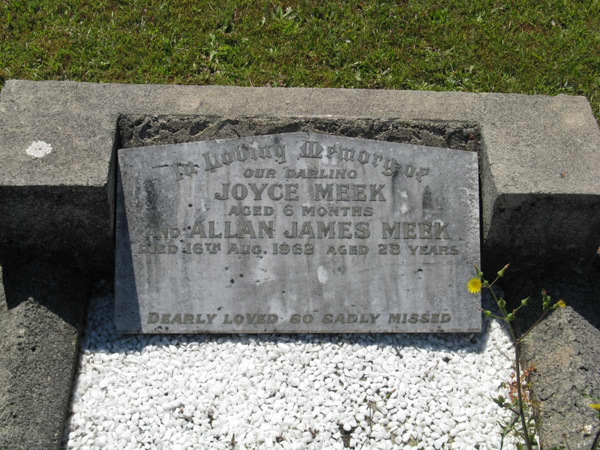 In Loving Memory of
OUR DARLING
JOYCE MEEK
AGED 6 MONTHS
AND ALLAN JAMES MEEK
DIED 16TH AUG. 1962 AGED 23 YEARS
DEARLY LOVED SO SADLY MISSED